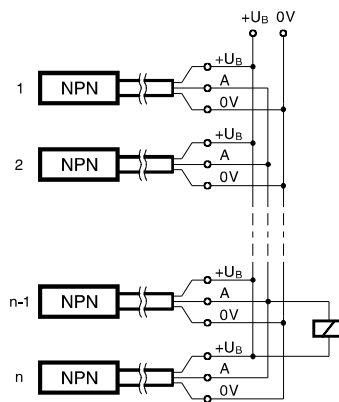 +UB 0V
+UB
1 NPN A
0V
+UB
2 NPN A
0V
+UB
n-1 NPN A
0V
+UB
n NPN A
0V